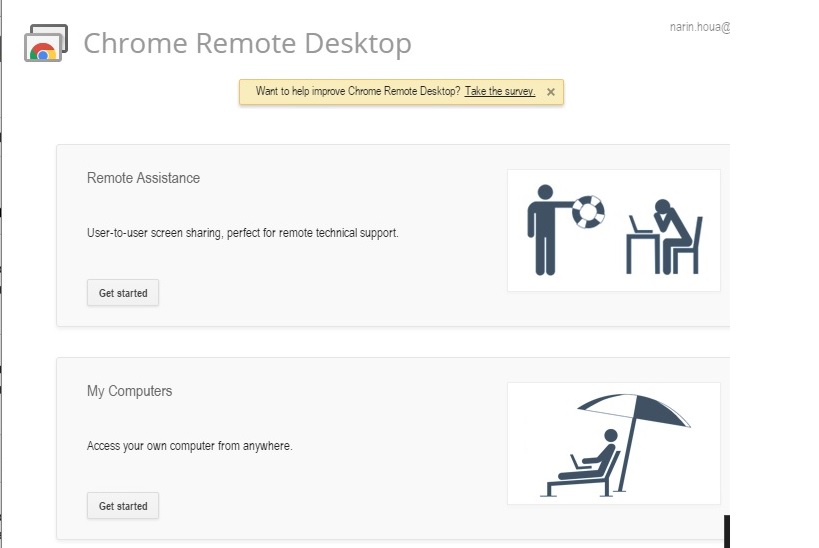 narin.houa@
Chrome Remote Desktop
Want to help improve Chrome Remote Desktop? Take the survey. ×
Remote Assistance
User-to-user screen sharing, perfect for remote technical support.
Get started
My Computers
Access your own computer from anywhere.
Get started